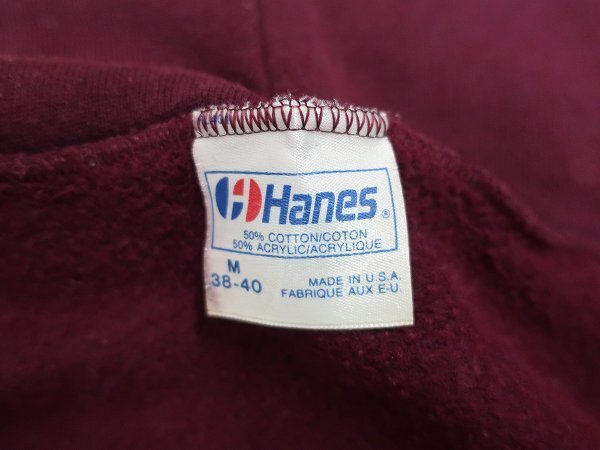 Hanes®
50% COTTON/COTON
50% ACRYLIC/ACRYLIQUE
M
38-40
MADE IN U.S.A.
FABRIQUE AUX E-U.